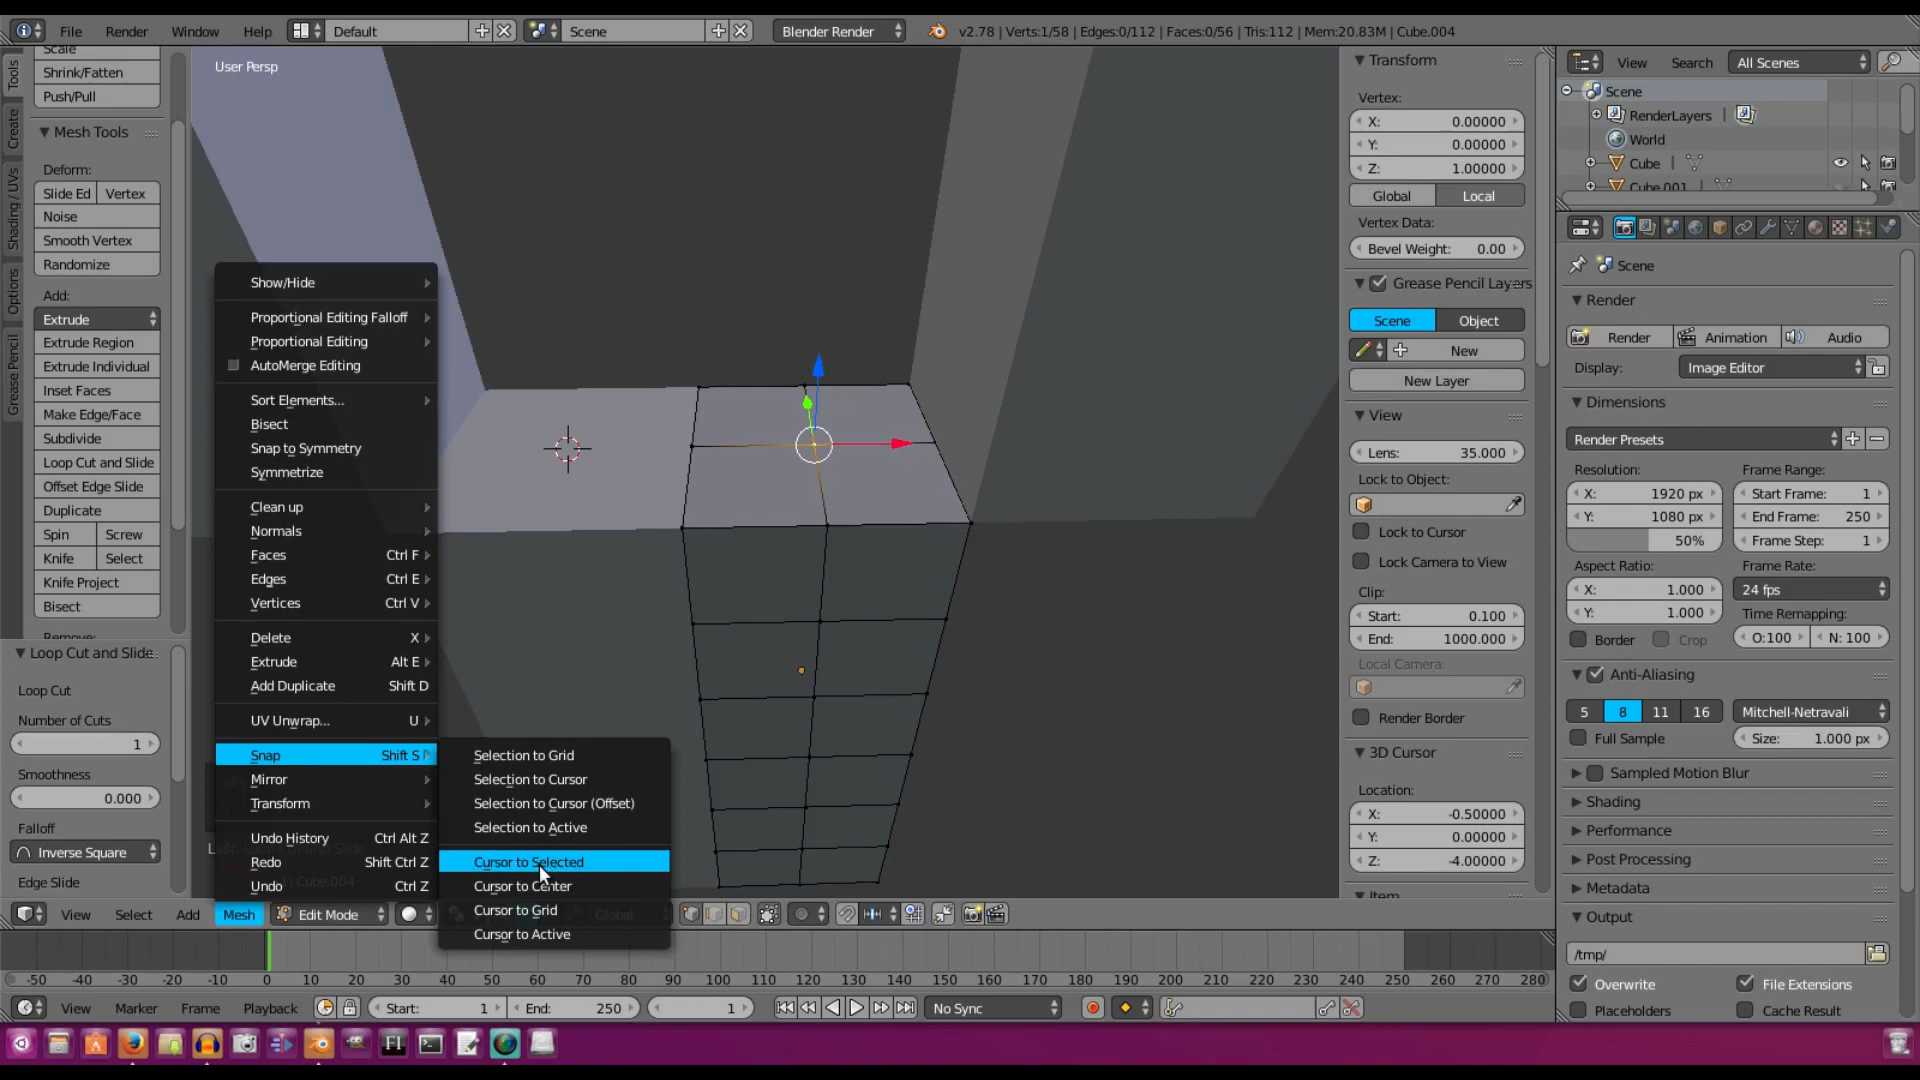 File Render Window Help Default Scene Blender Render v2.78 | Verts:1/58 | Edges:0/112 | Faces:0/56 | Tris:112 | Mem:20.83M | Cube.004
Tools
Create
Shading / UVs
Options
Grease Pencil
Scale
Shrink/Fatten
Push/Pull
Mesh Tools
Deform:
Slide Ed Vertex
Noise
Smooth Vertex
Randomize
Add:
Extrude
Extrude Region
Extrude Individual
Inset Faces
Make Edge/Face
Subdivide
Loop Cut and Slide
Offset Edge Slide
Duplicate
Spin Screw
Knife Select
Knife Project
Bisect
Remove:
Loop Cut and Slide
Loop Cut
Number of Cuts
1
Smoothness
0.000
Falloff
Inverse Square
Edge Slide
User Persp
Show/Hide
Proportional Editing Falloff
Proportional Editing
AutoMerge Editing
Sort Elements...
Bisect
Snap to Symmetry
Symmetrize
Clean up
Normals
Faces Ctrl F
Edges Ctrl E
Vertices Ctrl V
Delete X
Extrude Alt E
Add Duplicate Shift D
UV Unwrap... U
Snap Shift S
Mirror
Transform
Undo History Ctrl Alt Z
Redo Shift Ctrl Z
Undo Ctrl Z
Selection to Grid
Selection to Cursor
Selection to Cursor (Offset)
Selection to Active
Cursor to Selected
Cursor to Center
Cursor to Grid
Cursor to Active
View Select Add Mesh Edit Mode Global
Transform
Vertex:
X: 0.00000
Y: 0.00000
Z: 1.00000
Global Local
Vertex Data:
Bevel Weight: 0.00
Grease Pencil Layers
Scene Object
New
New Layer
View
Lens: 35.000
Lock to Object:
Lock to Cursor
Lock Camera to View
Clip:
Start: 0.100
End: 1000.000
Local Camera:
Render Border
3D Cursor
Location:
X: -0.50000
Y: 0.00000
Z: -4.00000
Item
View Search All Scenes
Scene
RenderLayers
World
Cube
Cube.001
Scene
Render
Render Animation Audio
Display: Image Editor
Dimensions
Render Presets
Resolution: Frame Range:
X: 1920 px Start Frame: 1
Y: 1080 px End Frame: 250
50% Frame Step: 1
Aspect Ratio: Frame Rate:
X: 1.000 24 fps
Y: 1.000 Time Remapping:
Border Crop O:100 N: 100
Anti-Aliasing
5 8 11 16 Mitchell-Netravali
Full Sample Size: 1.000 px
Sampled Motion Blur
Shading
Performance
Post Processing
Metadata
Output
/tmp/
Overwrite File Extensions
Placeholders Cache Result
-50 -40 -30 -20 -10 0 10 20 30 40 50 60 70 80 90 100 110 120 130 140 150 160 170 180 190 200 210 220 230 240 250 260 270 280
View Marker Frame Playback Start: 1 End: 250 1 No Sync